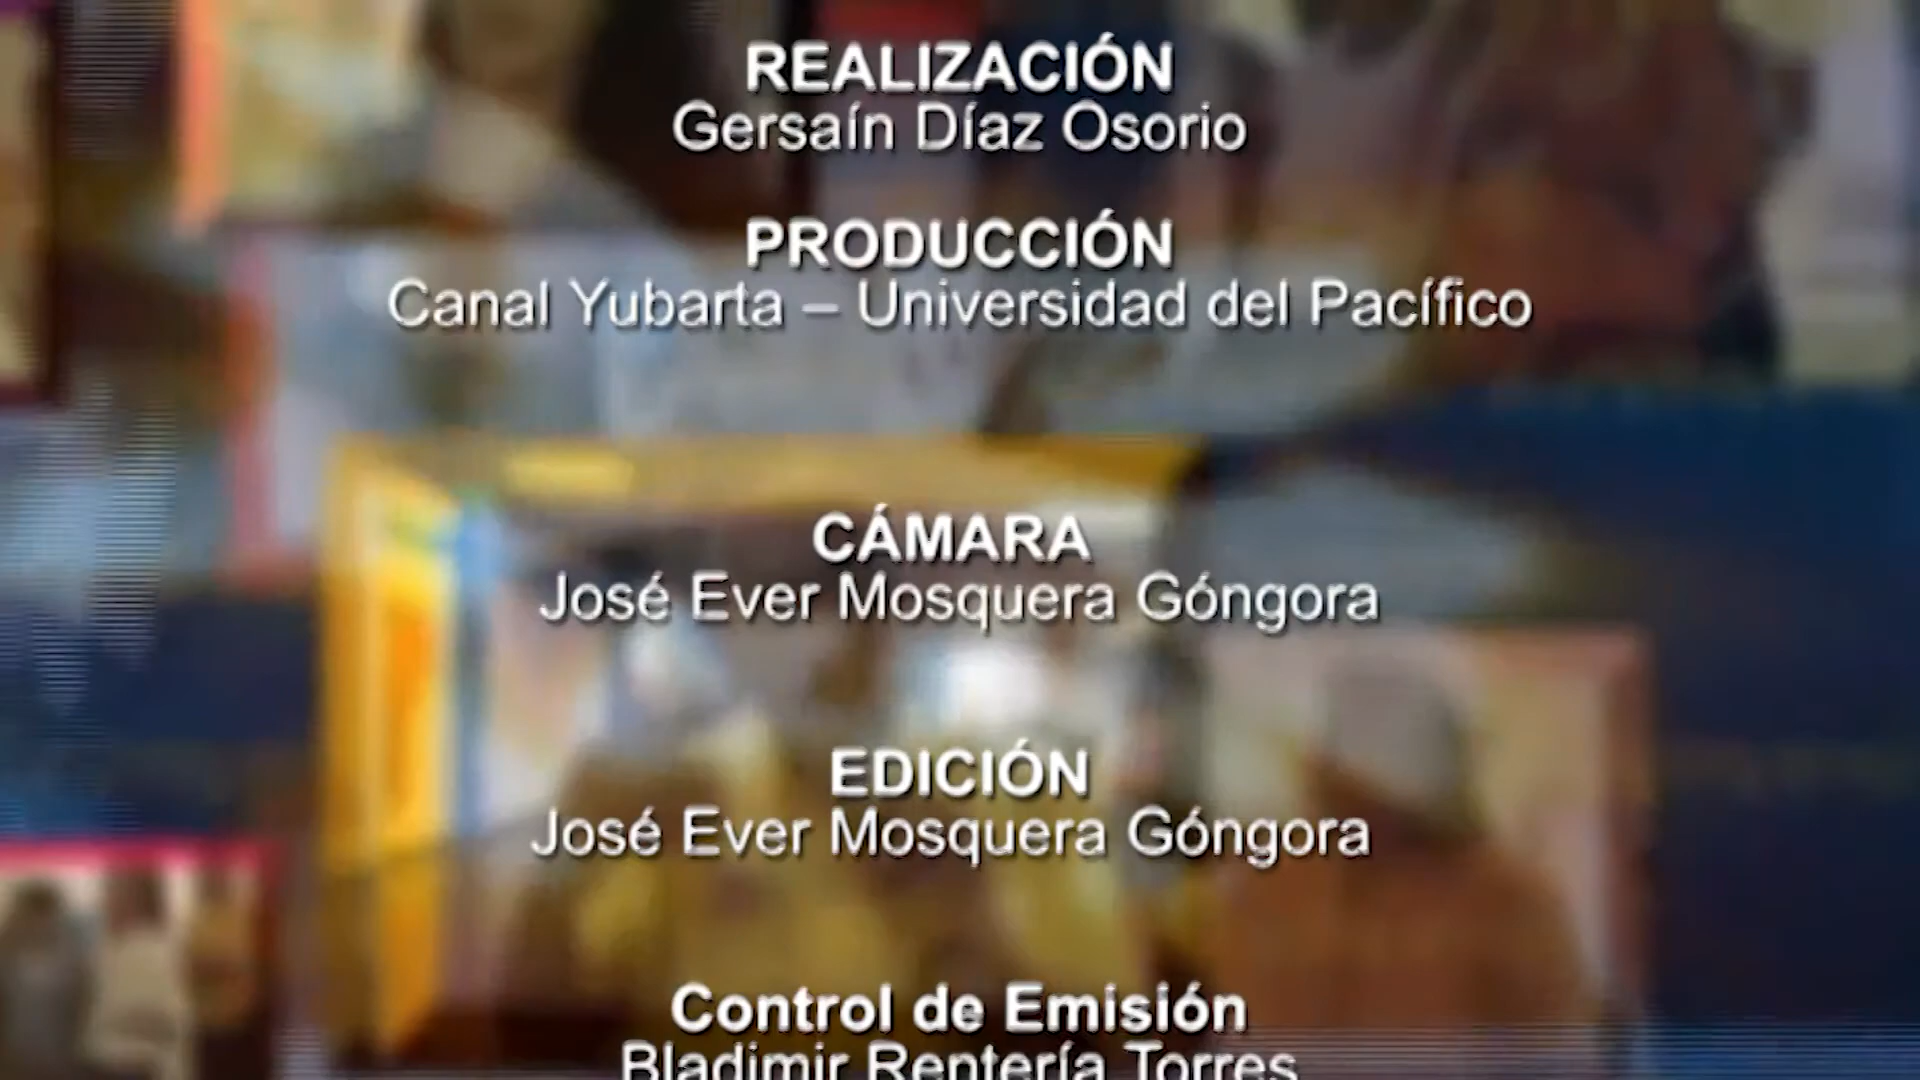 REALIZACIÓN
Gersaín Díaz Osorio
PRODUCCIÓN
Canal Yubarta – Universidad del Pacífico
CÁMARA
José Ever Mosquera Góngora
EDICIÓN
José Ever Mosquera Góngora
Control de Emisión
Bladimir Rentería Torres